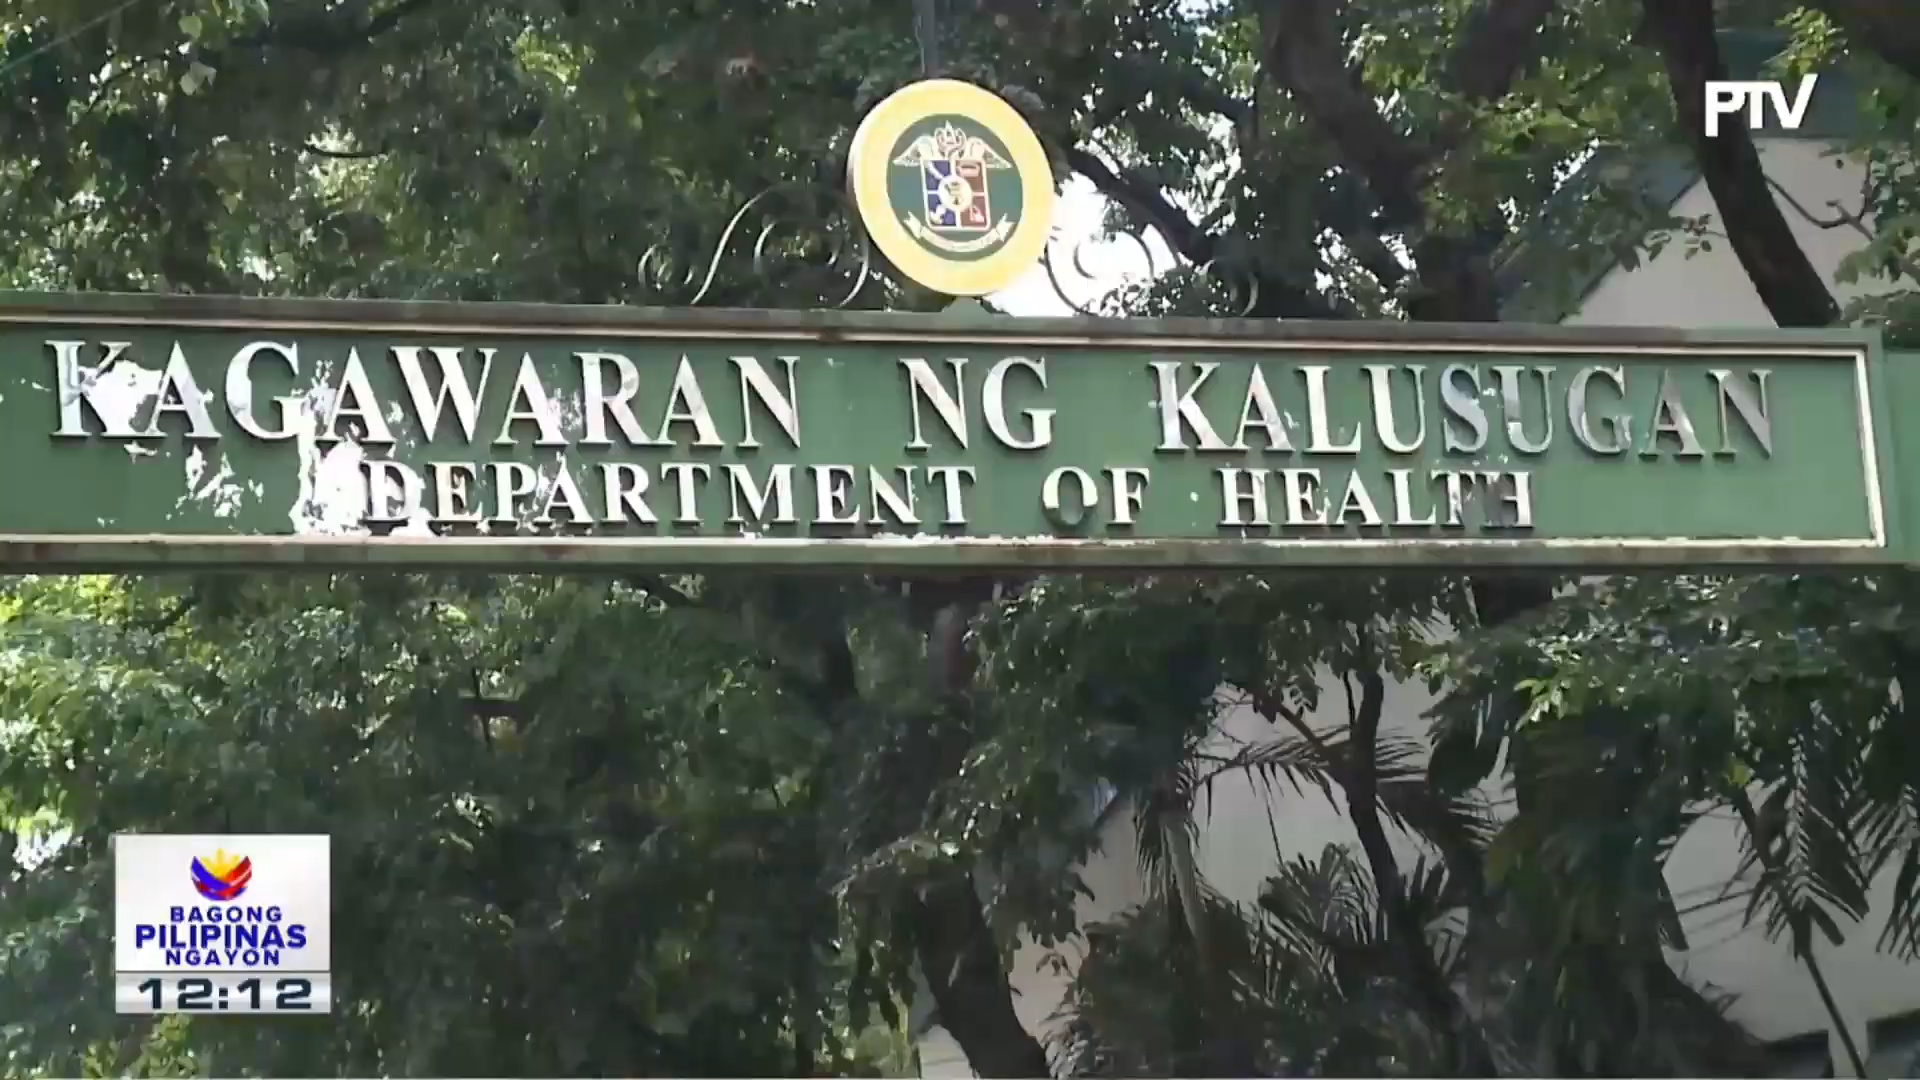 PTV
KAGAWARAN NG KALUSUGAN
DEPARTMENT OF HEALTH
BAGONG
PILIPINAS
NGAYON
12:12